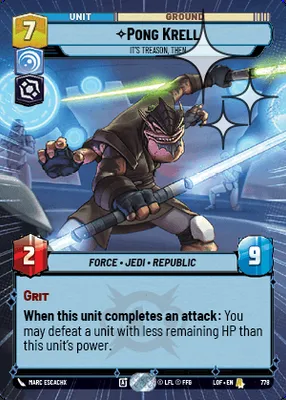 UNIT GROUND
7
✧PONG KRELL
IT'S TREASON, THEN
2
9
FORCE • JEDI • REPUBLIC
GRIT
When this unit completes an attack: You
may defeat a unit with less remaining HP than
this unit's power.
MARC ESCACHX © LFL © FFG LOF • EN 778